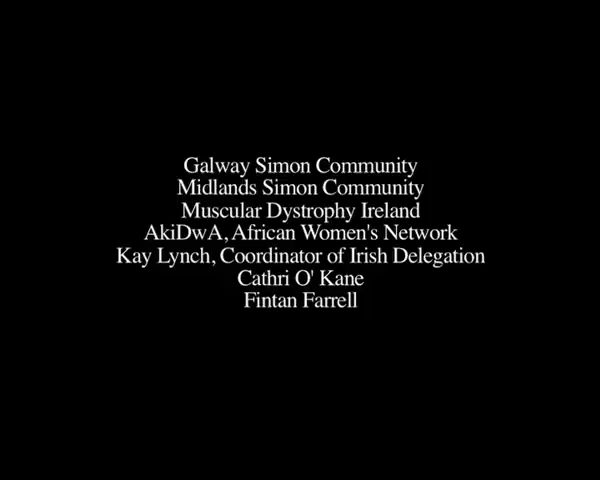 Galway Simon Community
Midlands Simon Community
Muscular Dystrophy Ireland
AkiDwA, African Women's Network
Kay Lynch, Coordinator of Irish Delegation
Cathri O' Kane
Fintan Farrell